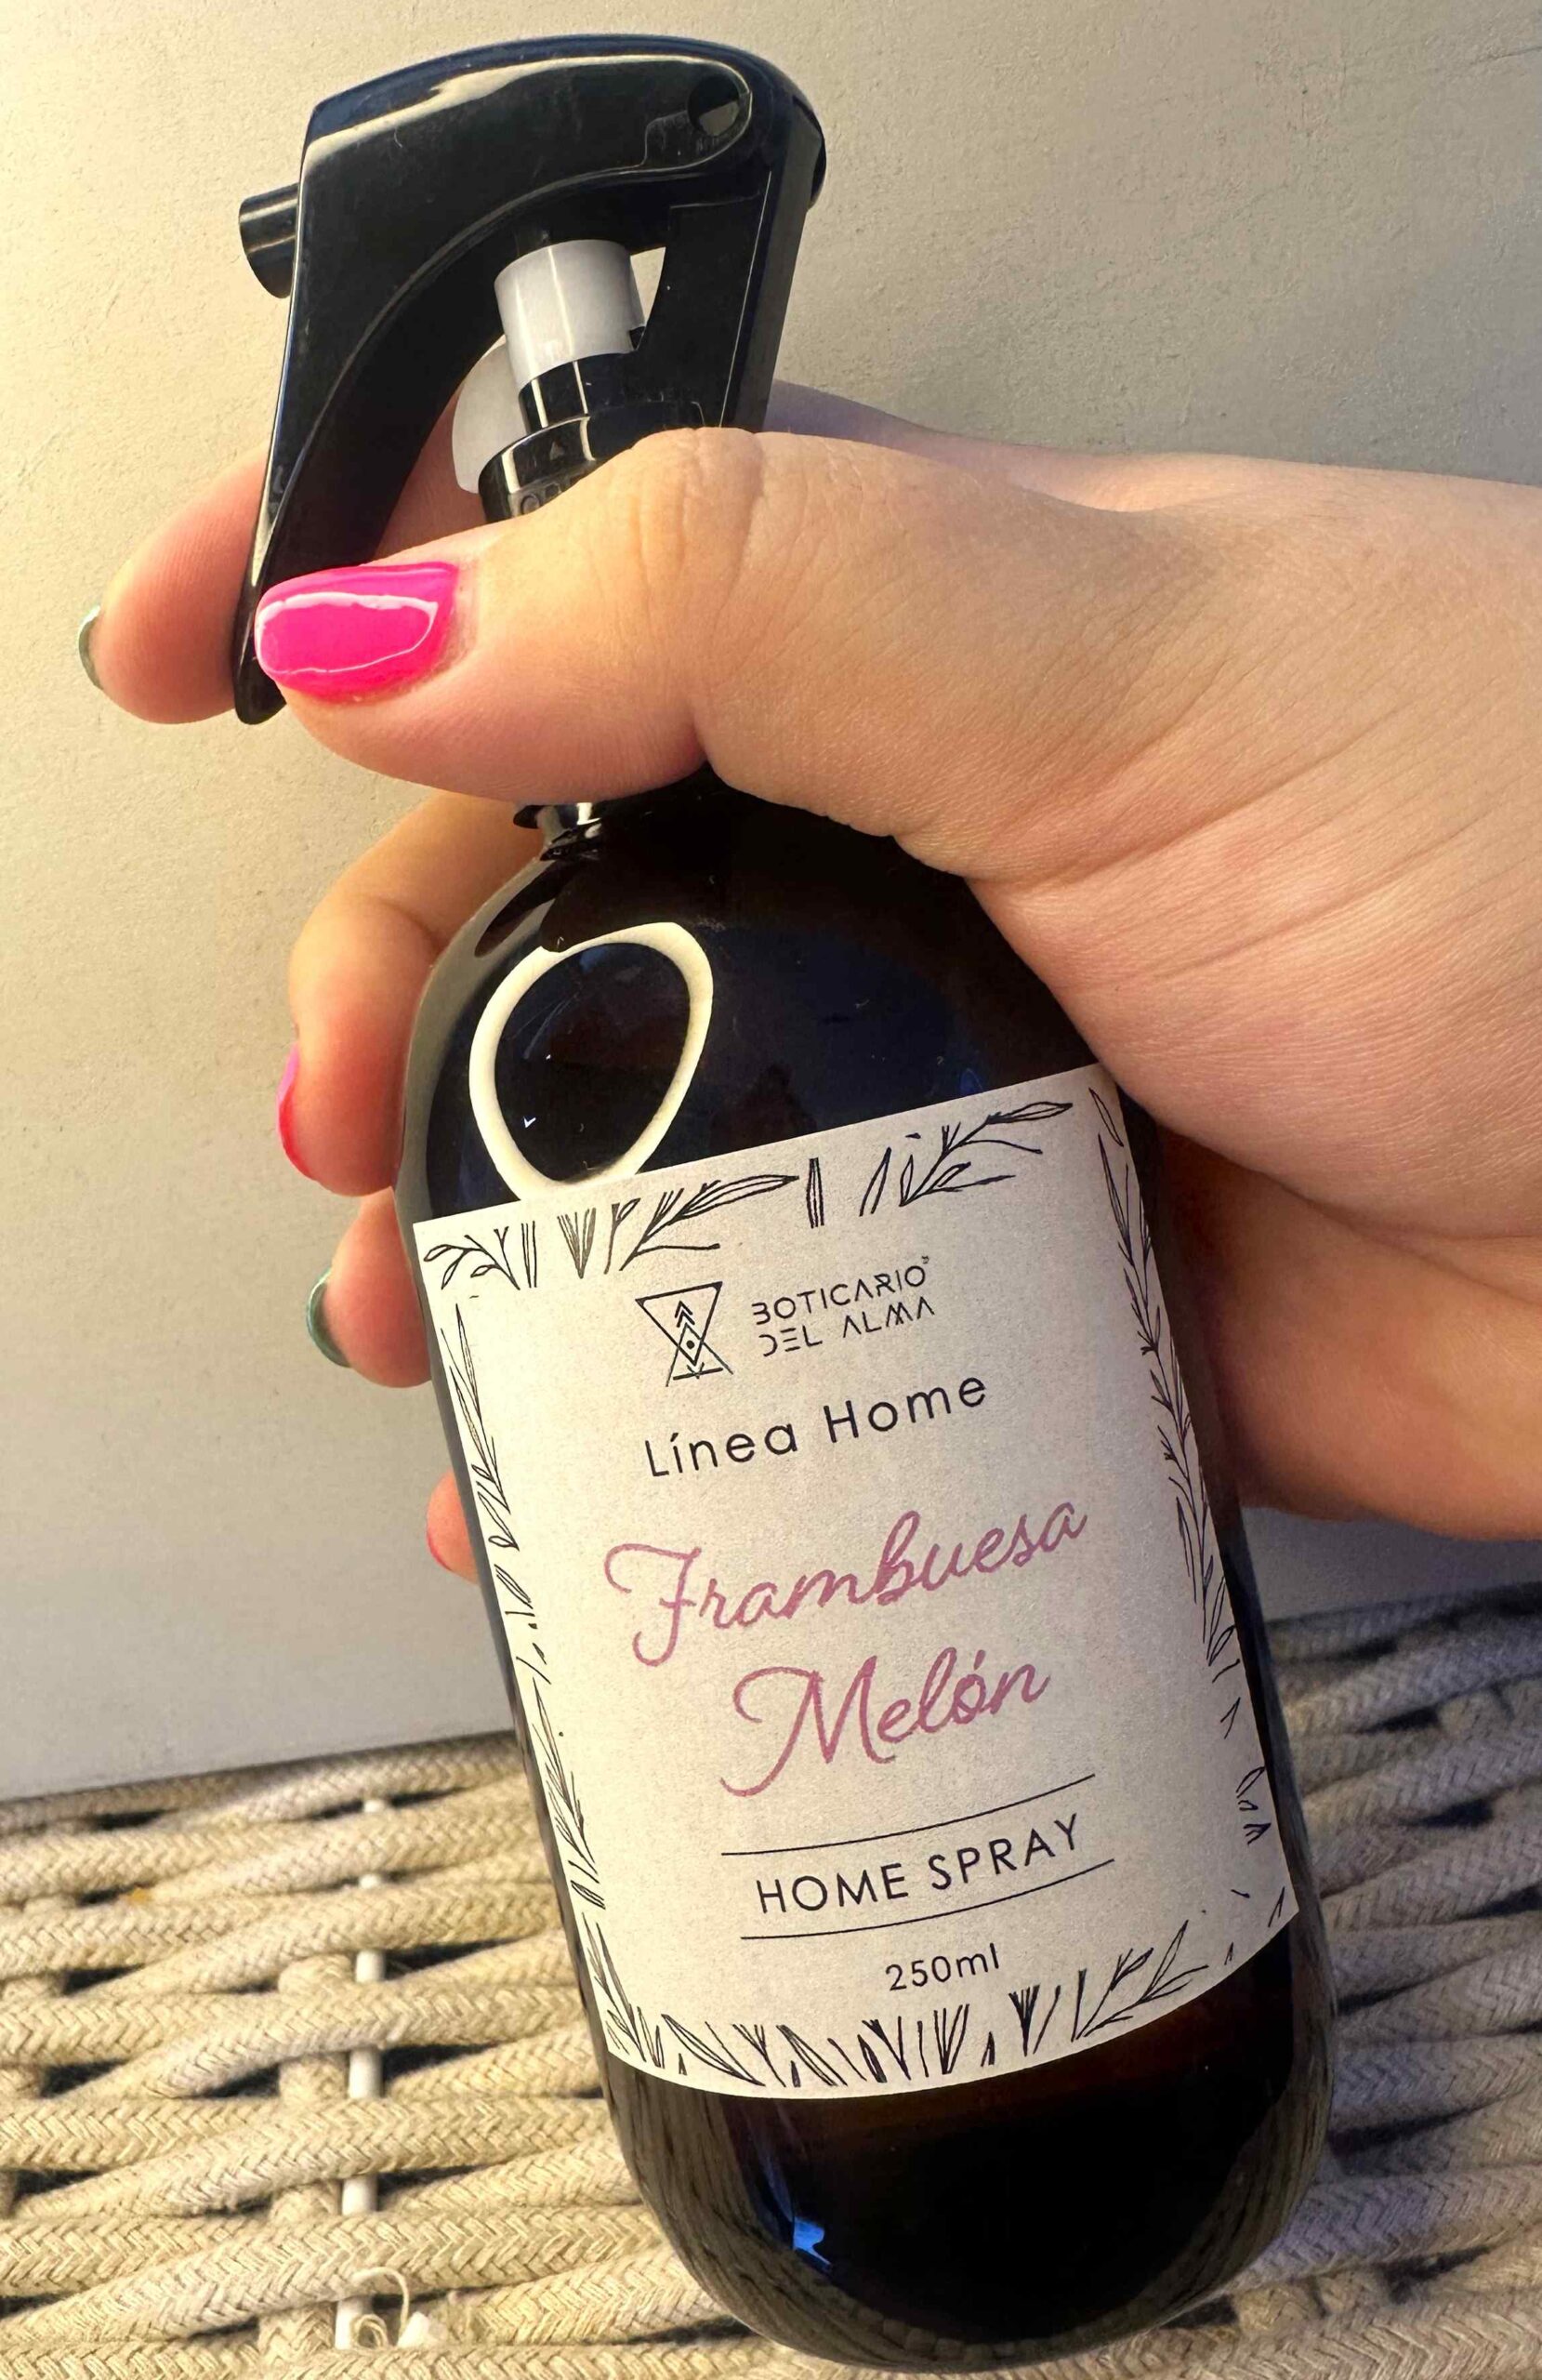 BOTICARIO
DEL ALMA
Línea Home
Frambuesa
Melón
HOME SPRAY
250ml